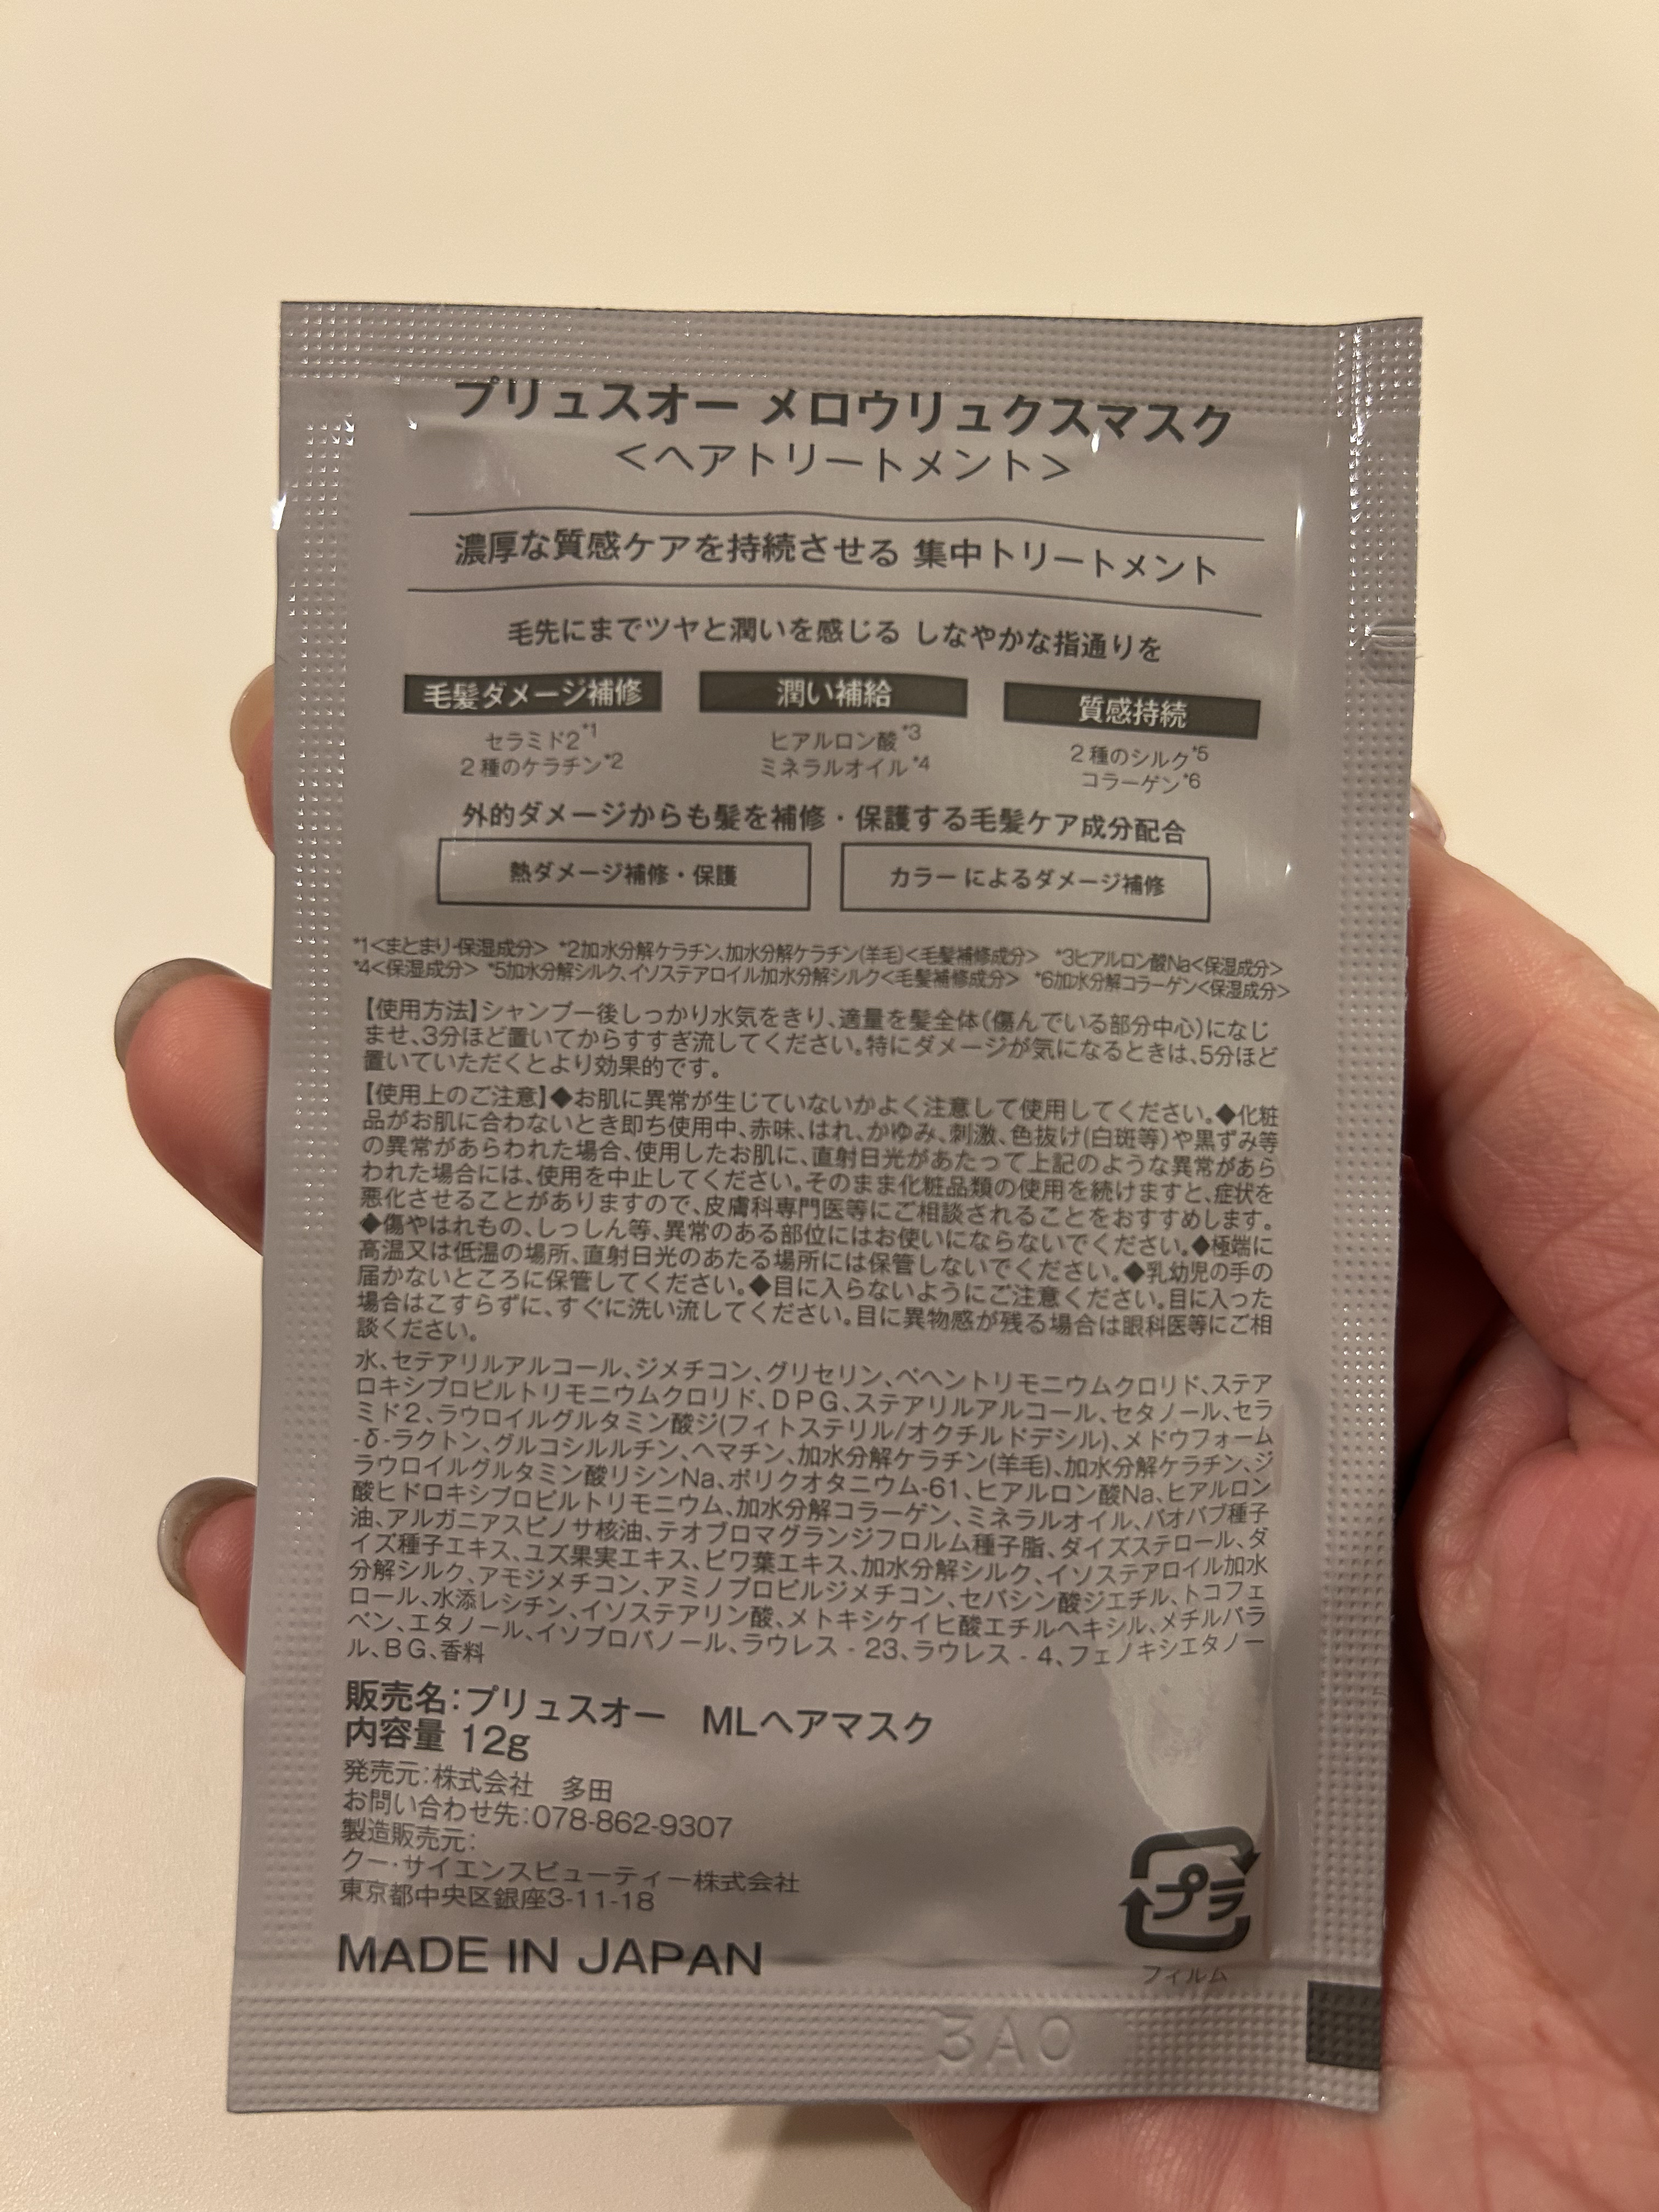 プリュスオー メロウリュクスマスク
＜ヘアトリートメント＞
濃厚な質感ケアを持続させる 集中トリートメント
毛先にまでツヤと潤いを感じる しなやかな指通りを
毛髪ダメージ補修 潤い補給 質感持続
セラミド2*1 ヒアルロン酸*3 2種のシルク*5
2種のケラチン*2 ミネラルオイル*4 コラーゲン*6
外的ダメージからも髪を補修・保護する毛髪ケア成分配合
熱ダメージ補修・保護 カラーによるダメージ補修
*1<まとまり・保湿成分> *2加水分解ケラチン、加水分解ケラチン(羊毛)<毛髪補修成分> *3ヒアルロン酸Na<保湿成分>
*4<保湿成分> *5加水分解シルク、イソステアロイル加水分解シルク<毛髪補修成分> *6加水分解コラーゲン<保湿成分>
【使用方法】シャンプー後しっかり水気をきり、適量を髪全体(傷んでいる部分中心)になじ
ませ、3分ほど置いてからすすぎ流してください。特にダメージが気になるときは、5分ほど
置いていただくとより効果的です。
【使用上のご注意】◆お肌に異常が生じていないかよく注意して使用してください。◆化粧
品がお肌に合わないとき即ち使用中、赤味、はれ、かゆみ、刺激、色抜け(白斑等)や黒ずみ等
の異常があらわれた場合、使用したお肌に、直射日光があたって上記のような異常があら
われた場合には、使用を中止してください。そのまま化粧品類の使用を続けますと、症状を
悪化させることがありますので、皮膚科専門医等にご相談されることをおすすめします。
◆傷やはれもの、しっしん等、異常のある部位にはお使いにならないでください。◆極端に
高温又は低温の場所、直射日光のあたる場所には保管しないでください。◆乳幼児の手の
届かないところに保管してください。◆目に入らないようにご注意ください。目に入った
場合はこすらずに、すぐに洗い流してください。目に異物感が残る場合は眼科医等にご相
談ください。
水、セテアリルアルコール、ジメチコン、グリセリン、ベヘントリモニウムクロリド、ステア
ロキシプロピルトリモニウムクロリド、DPG、ステアリルアルコール、セタノール、セラ
ミド2、ラウロイルグルタミン酸ジ(フィトステリル/オクチルドデシル)、メドウフォーム
-δ-ラクトン、グルコシルルチン、ヘマチン、加水分解ケラチン(羊毛)、加水分解ケラチン、ジ
ラウロイルグルタミン酸リシンNa、ポリクオタニウム-61、ヒアルロン酸Na、ヒアルロン
酸ヒドロキシプロピルトリモニウム、加水分解コラーゲン、ミネラルオイル、バオバブ種子
油、アルガニアスピノサ核油、テオブロマグランジフロルム種子脂、ダイズステロール、ダ
イズ種子エキス、ユズ果実エキス、ビワ葉エキス、加水分解シルク、イソステアロイル加水
分解シルク、アモジメチコン、アミノプロピルジメチコン、セバシン酸ジエチル、トコフェ
ロール、水添レシチン、イソステアリン酸、メトキシケイヒ酸エチルヘキシル、メチルパラ
ベン、エタノール、イソプロパノール、ラウレス‐23、ラウレス‐4、フェノキシエタノー
ル、BG、香料
販売名：プリュスオー MLヘアマスク
内容量 12g
発売元：株式会社 多田
お問い合わせ先：078-862-9307
製造販売元：
クー・サイエンスビューティー株式会社
東京都中央区銀座3-11-18
プラ
MADE IN JAPAN
フィルム
3AO